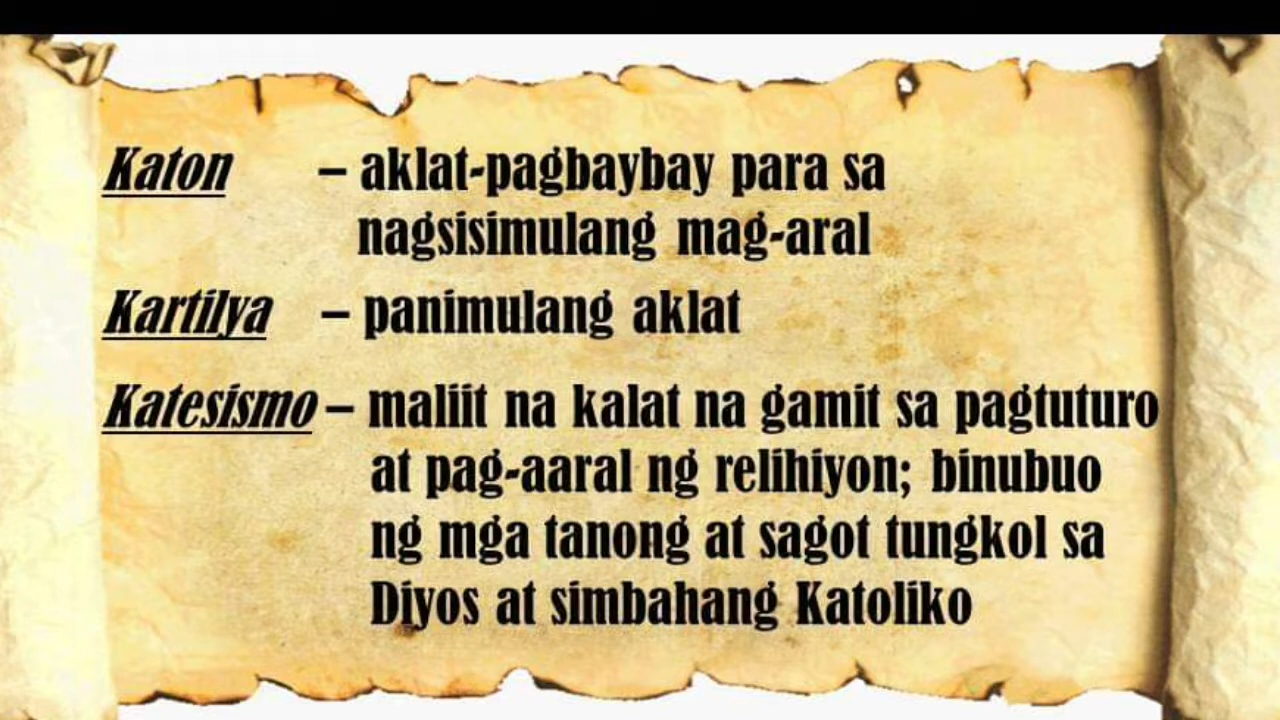 Katon – aklat-pagbaybay para sa
nagsisimulang mag-aral
Kartilya – panimulang aklat
Katesismo – maliit na kalat na gamit sa pagtuturo
at pag-aaral ng relihiyon; binubuo
ng mga tanong at sagot tungkol sa
Diyos at simbahang Katoliko